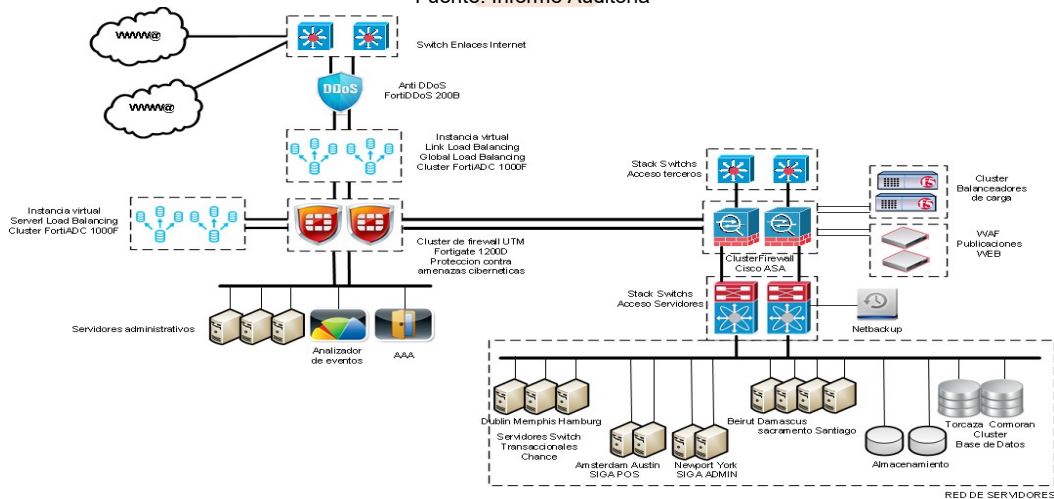 Fuente: Informe Auditoria
WWW@
Switch Enlaces Internet
WWW@
DDoS
Anti DDoS
FortiDDoS 200B
Instancia virtual
Link Load Balancing
Global Load Balancing
Cluster FortiADC 1000F
Stack Switchs
Acceso terceros
Cluster
Balanceadores
de carga
Instancia virtual
Servert Load Balancing
Cluster FortiADC 1000F
Cluster de firewall UTM
Fortigate 1200D
Proteccion contra
amenazas ciberneticas
ClusterFirewall
Cisco ASA
WAF
Publicaciones
WEB
Stack Switchs
Acceso Servidores
Netbackup
Servidores administrativos
Analizador
de eventos
AAA
Dublin Memphis Hamburg
Servidores Switch
Transaccionales
Chance
Amsterdam Austin
SIGA POS
Newport York
SIGA ADMIN
Beirut Damascus
sacramento Santiago
Almacenamiento
Torcaza Cormoran
Cluster
Base de Datos
RED DE SERVIDORES